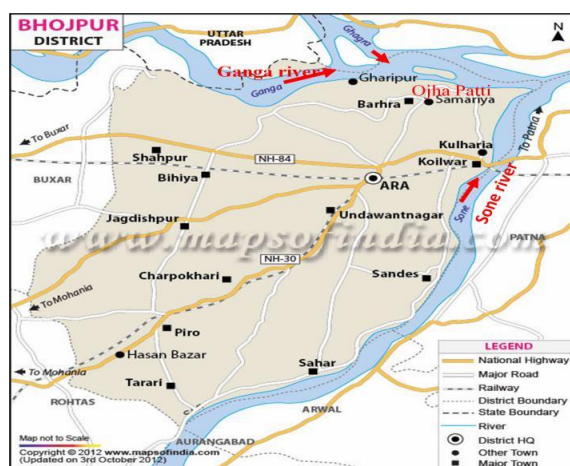 BHOJPUR
DISTRICT
UTTAR
PRADESH
N
Ghagra
Ganga river
Ganga
Gharipur
Ojha Patti
Barhra
Samariya
To Buxar
To Patna
Kulharia
Shahpur
NH-84
Koilwar
BUXAR
Bihiya
ARA
Sone
Sone river
Jagdishpur
Undawantnagar
www.mapsofindia.com
PATNA
NH-30
Charpokhari
Sandes
To Mohania
Piro
Hasan Bazar
To Mohania
Sahar
Tarari
ROHTAS
ARWAL
AURANGABAD
LEGEND
National Highway
Major Road
Railway
District Boundary
State Boundary
River
District HQ
Other Town
Major Town
Map not to Scale
Copyright © 2012 www.mapsofindia.com
(Updated on 3rd October 2012)